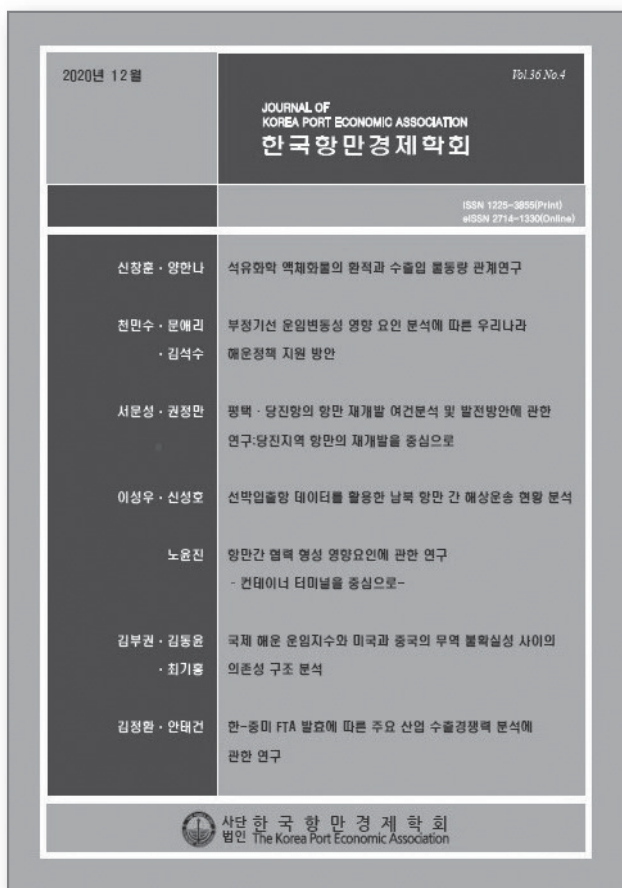 2020년 12월
Vol.36 No.4
JOURNAL OF
KOREA PORT ECONOMIC ASSOCIATION
한국항만경제학회
ISSN 1225-3855(Print)
eISSN 2714-1330(Online)
신창훈·양한나 석유화학 액체화물의 환적과 수출입 물동량 관계연구
천민수·문애리 부정기선 운임변동성 영향 요인 분석에 따른 우리나라
·김석수 해운정책 지원 방안
서문성·권정만 평택·당진항의 항만 재개발 여건분석 및 발전방안에 관한
연구:당진지역 항만의 재개발을 중심으로
이성우·신성호 선박입출항 데이터를 활용한 남북 항만 간 해상운송 현황 분석
노윤진 항만간 협력 형성 영향요인에 관한 연구
- 컨테이너 터미널을 중심으로-
김부권·김동윤 국제 해운 운임지수와 미국과 중국의 무역 불확실성 사이의
·최기홍 의존성 구조 분석
김정환·안태건 한-중미 FTA 발효에 따른 주요 산업 수출경쟁력 분석에
관한 연구
사단법인 한국항만경제학회
The Korea Port Economic Association